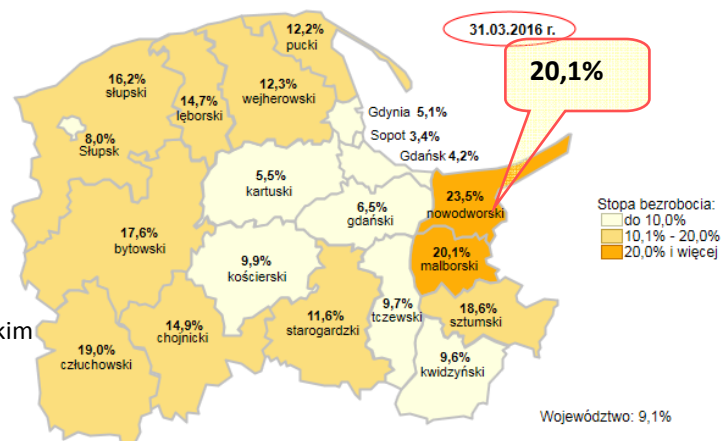 31.03.2016 r.
20,1%
12,2%
pucki
16,2%
słupski
14,7%
lęborski
12,3%
wejherowski
Gdynia 5,1%
Sopot 3,4%
Gdańsk 4,2%
8,0%
Słupsk
5,5%
kartuski
6,5%
gdański
23,5%
nowodworski
Stopa bezrobocia:
do 10,0%
10,1% - 20,0%
20,0% i więcej
17,6%
bytowski
9,9%
kościerski
20,1%
malborski
kim
14,9%
chojnicki
11,6%
starogardzki
9,7%
tczewski
18,6%
sztumski
19,0%
człuchowski
9,6%
kwidzyński
Województwo: 9,1%